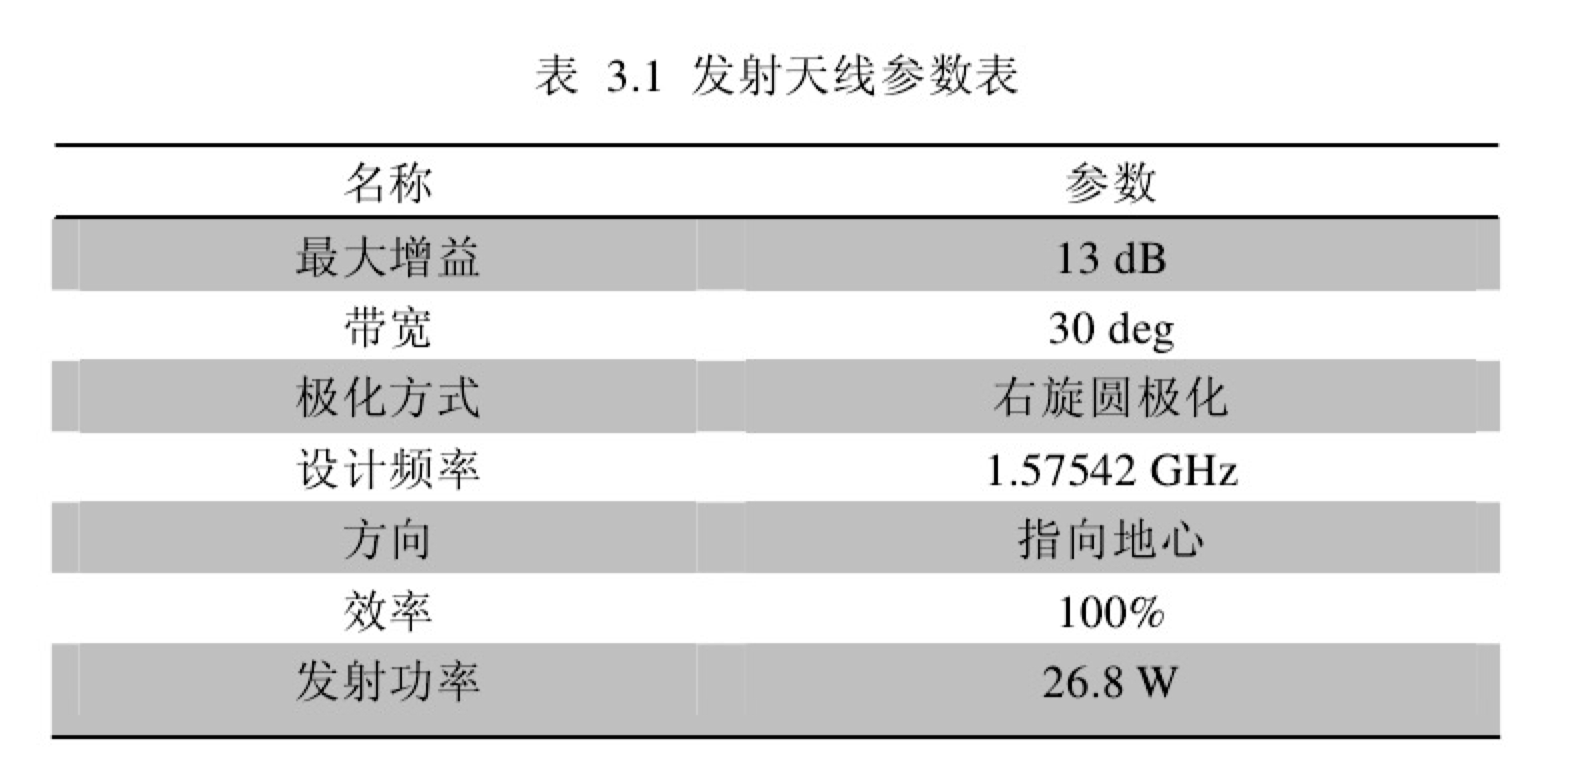 表 3.1 发射天线参数表
名称 参数
最大增益 13 dB
带宽 30 deg
极化方式 右旋圆极化
设计频率 1.57542 GHz
方向 指向地心
效率 100%
发射功率 26.8 W